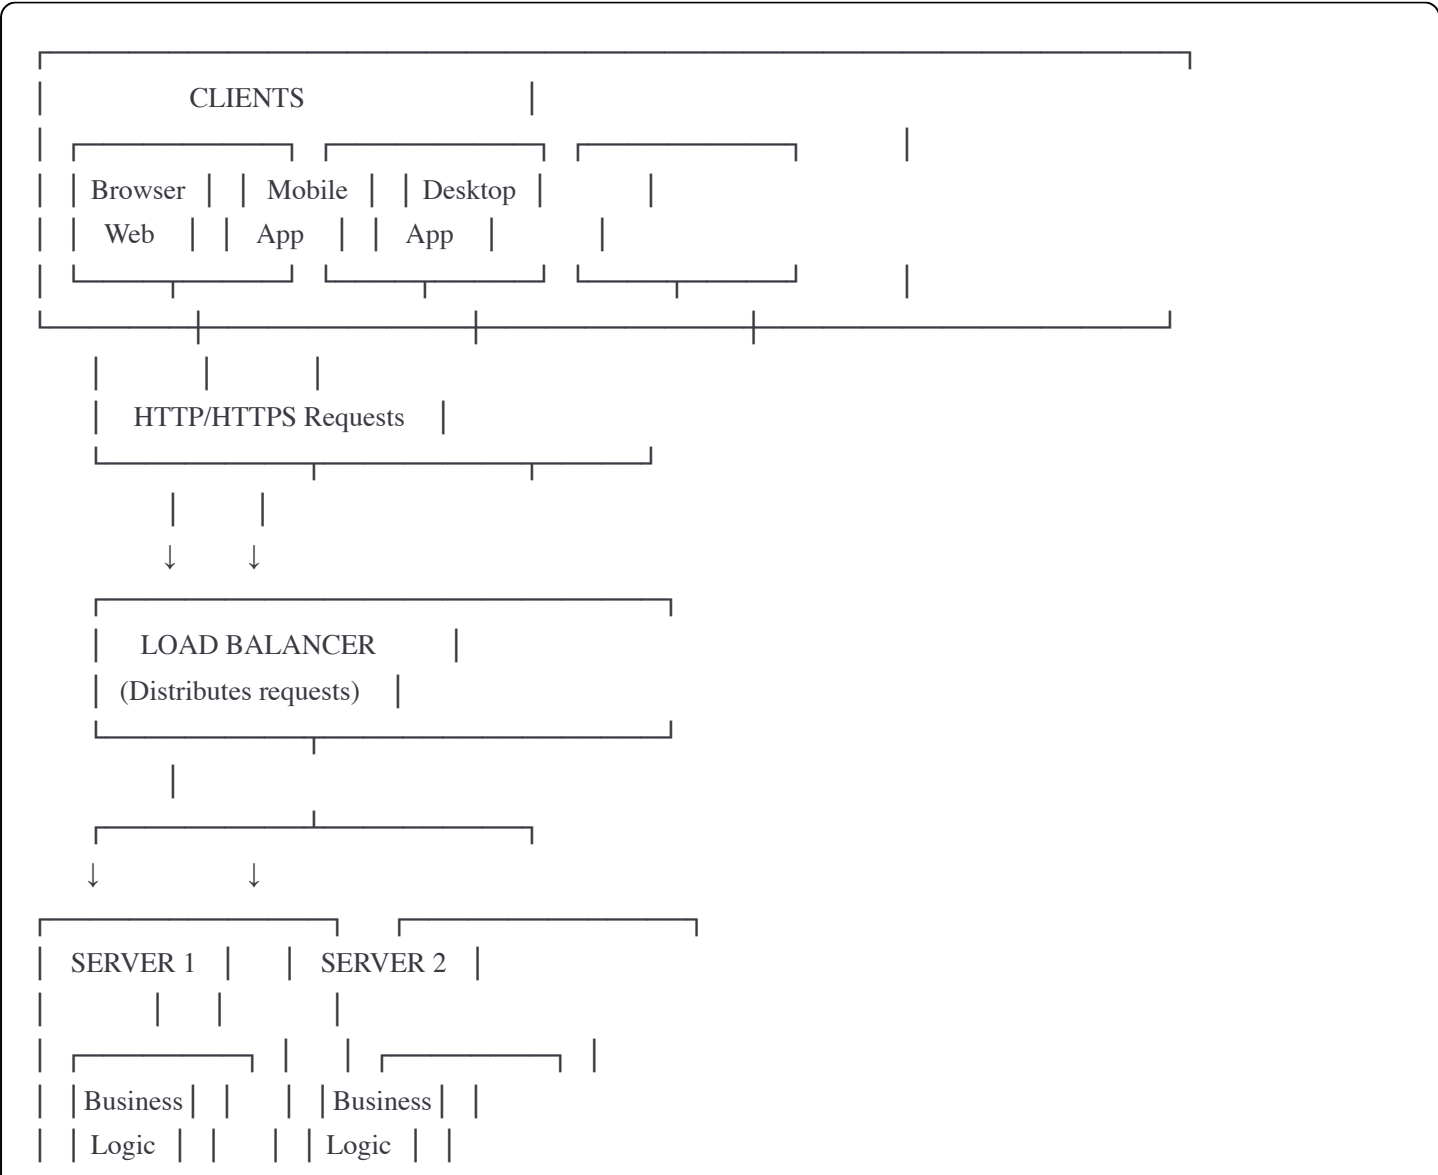 CLIENTS
Browser Mobile Desktop
Web App App
HTTP/HTTPS Requests
↓ ↓
LOAD BALANCER
(Distributes requests)
↓ ↓
SERVER 1 SERVER 2
Business Business
Logic Logic